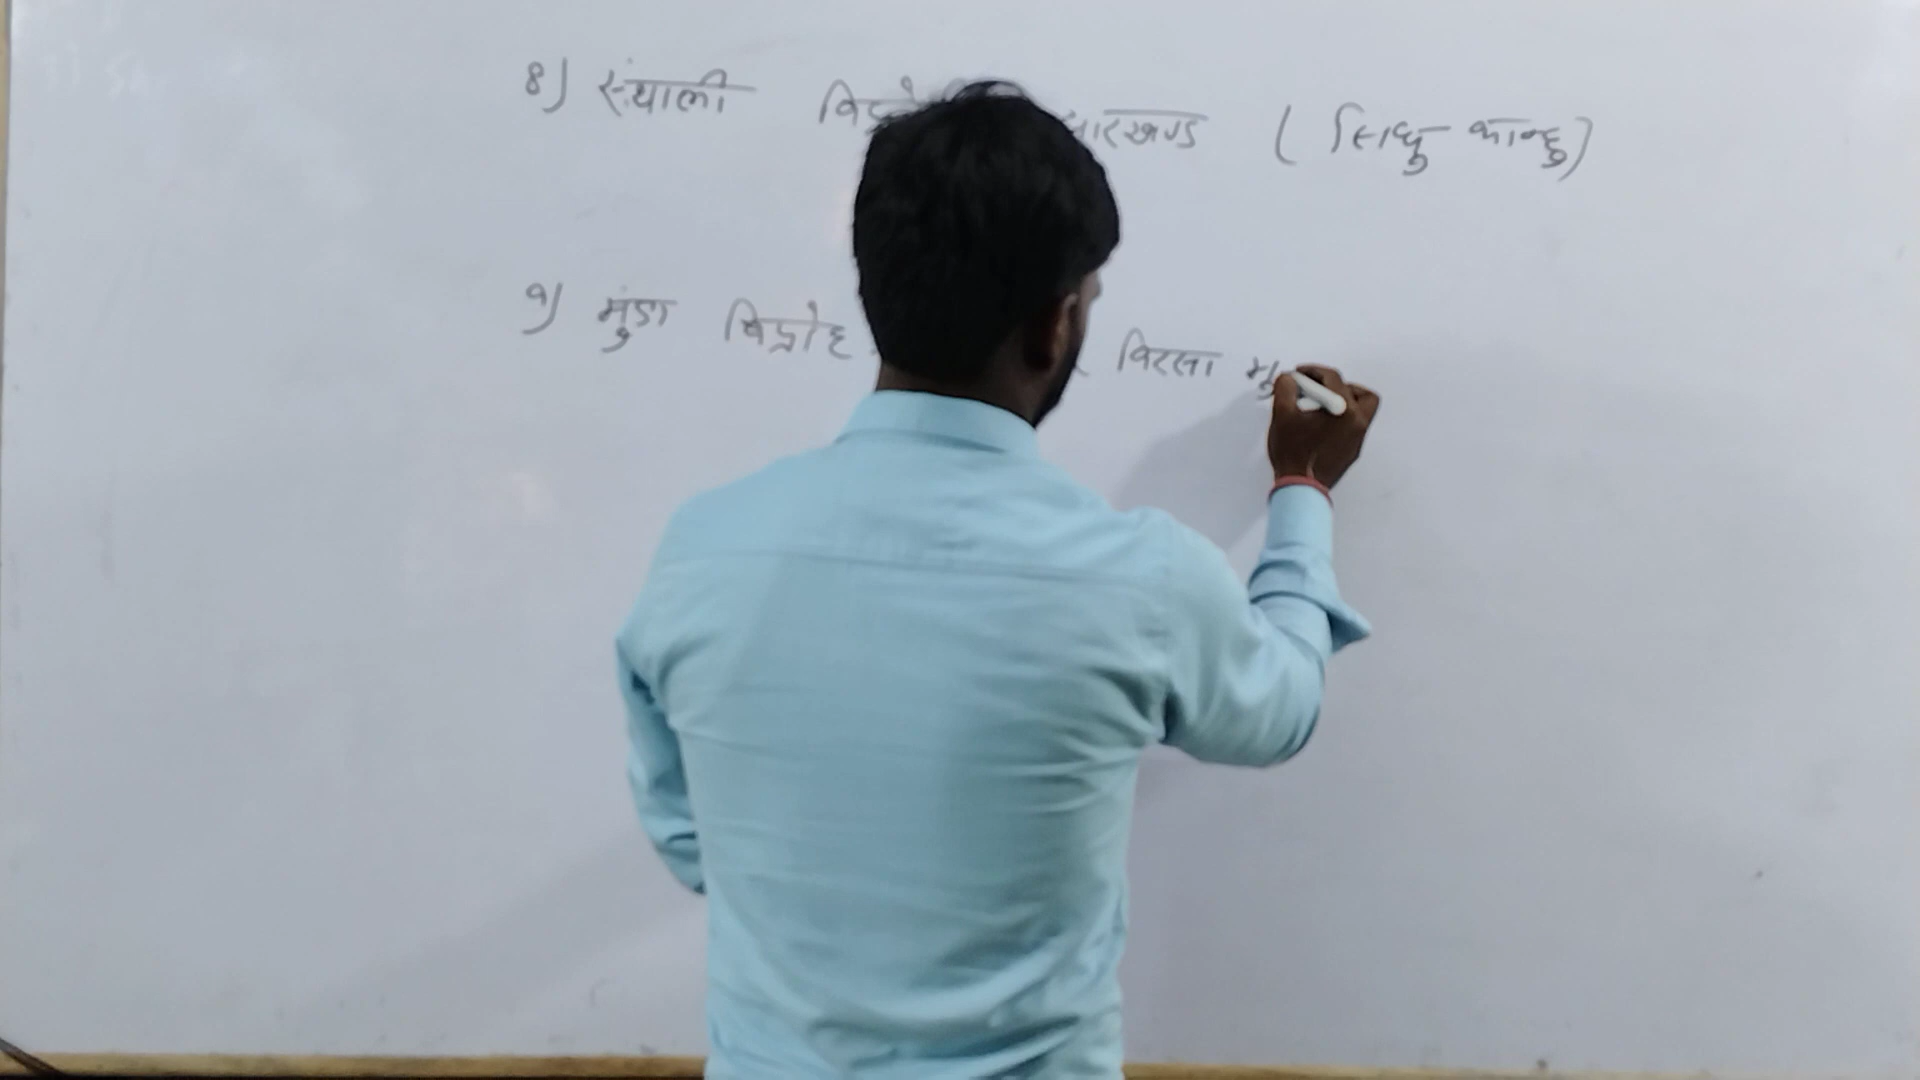 8) संथाली विद्रोह झारखण्ड ( सिधु कान्हु )
9) मुंडा विद्रोह बिरसा मु